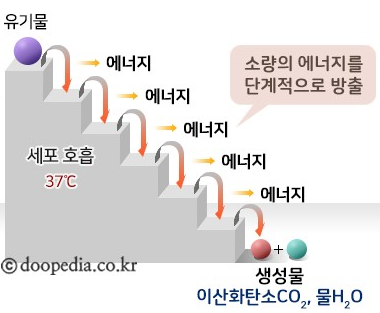 유기물
에너지
에너지
에너지
에너지
에너지
소량의 에너지를
단계적으로 방출
세포 호흡
37℃
+
ⓒ doopedia.co.kr
생성물
이산화탄소CO₂, 물H₂O